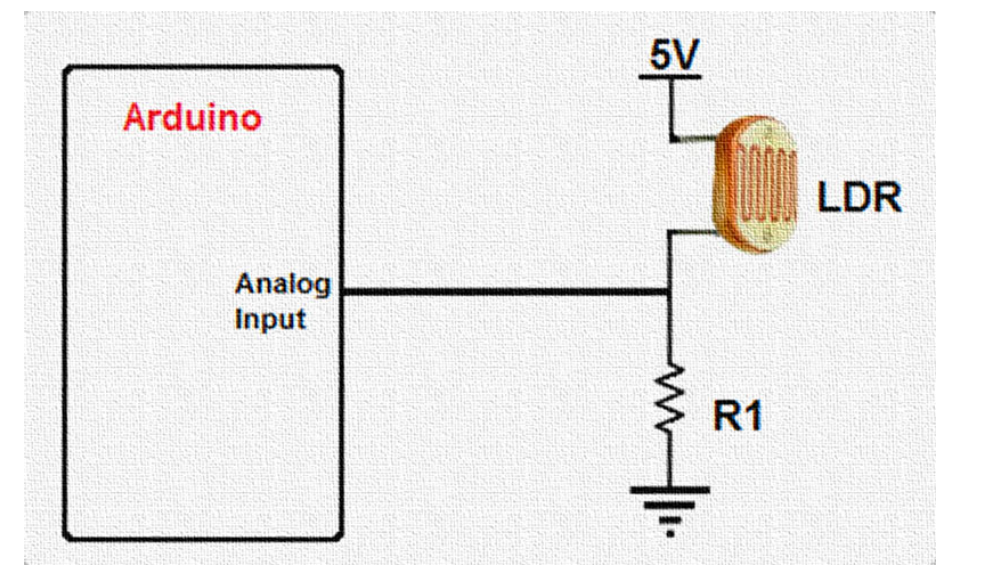 Arduino
5V
LDR
Analog
Input
R1